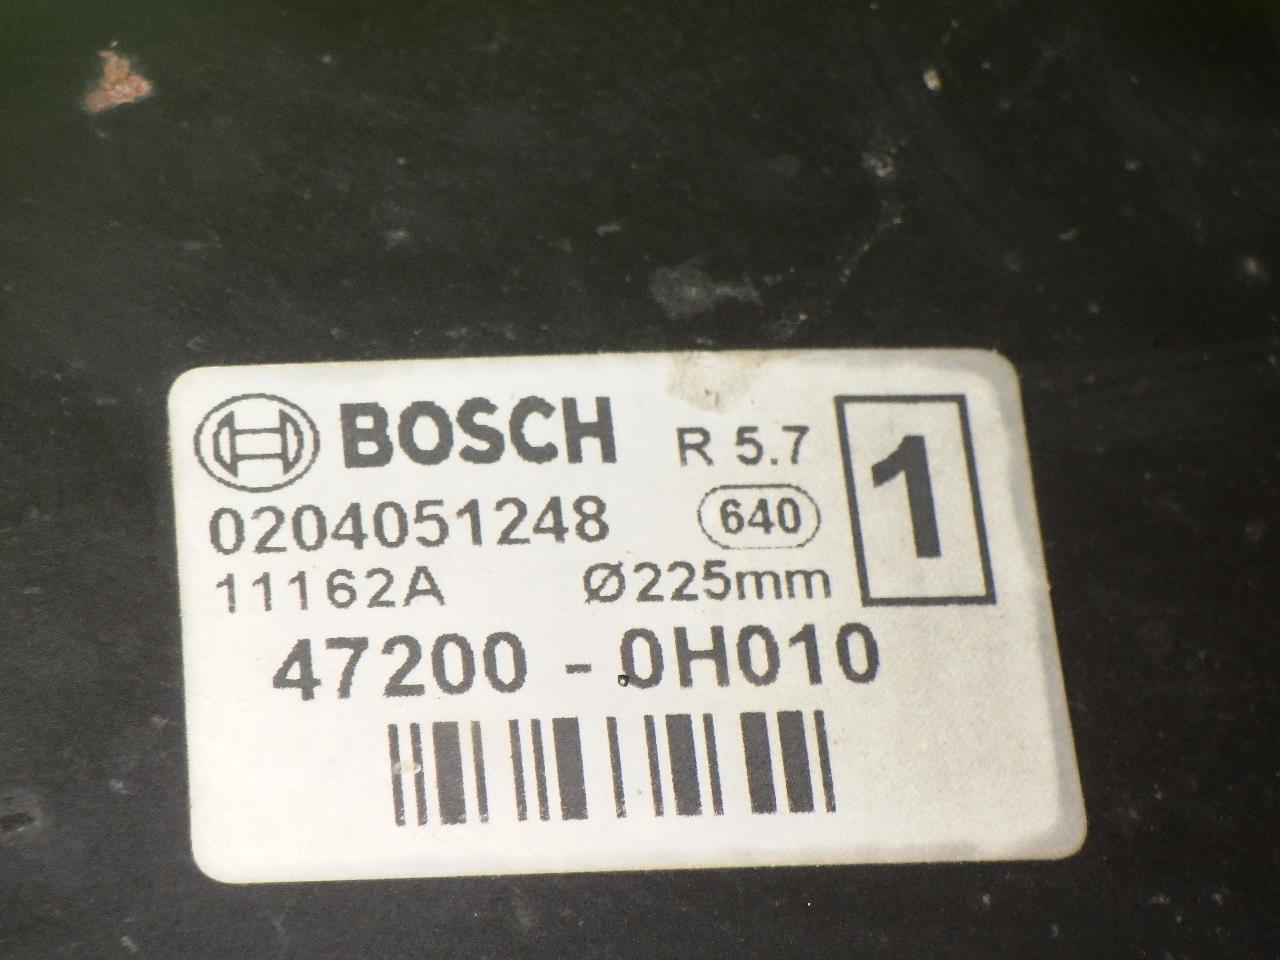 BOSCH R 5.7 1
0204051248 640
11162A Ø225mm
47200 - 0H010